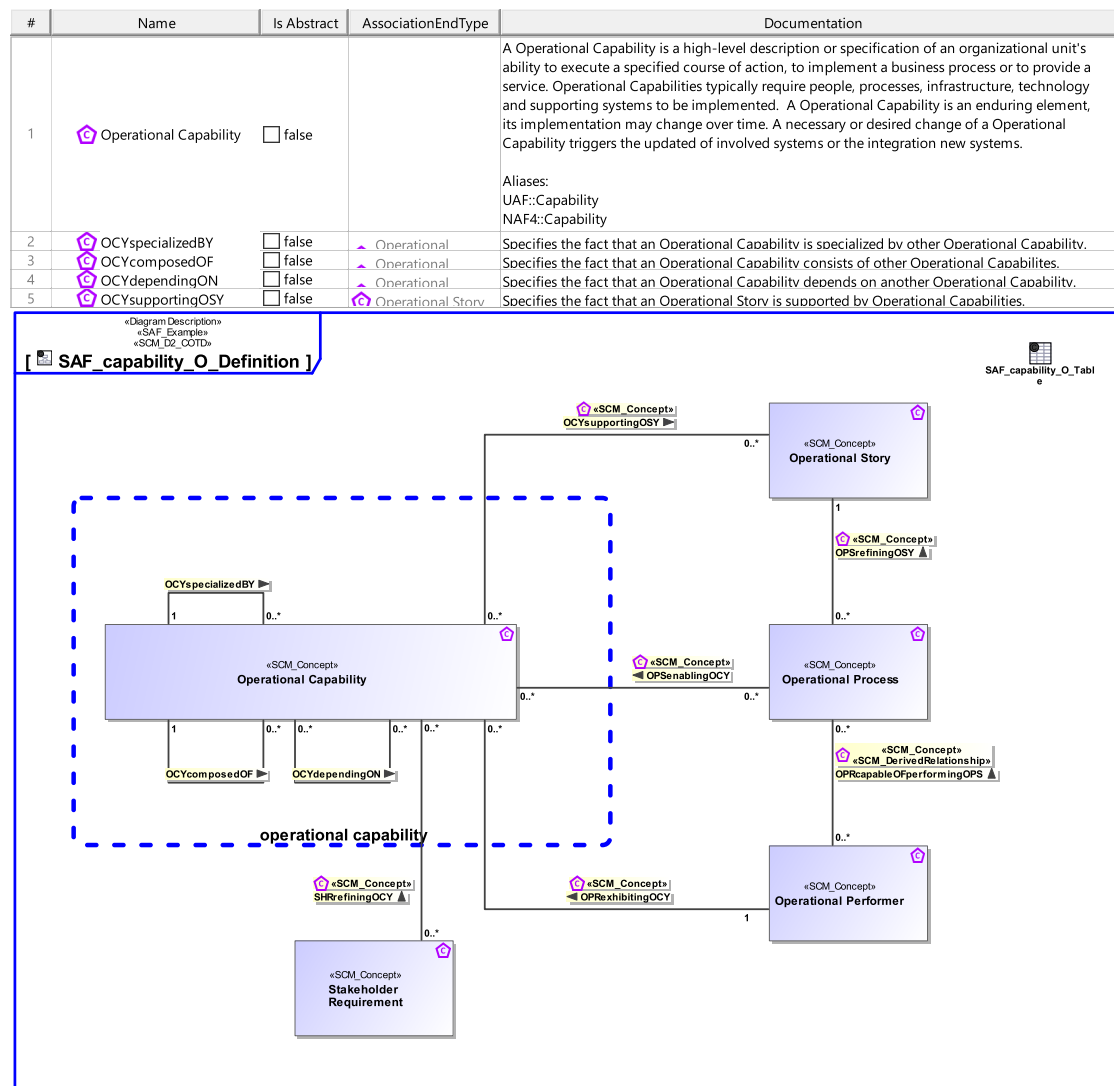 # Name Is Abstract AssociationEndType Documentation
A Operational Capability is a high-level description or specification of an organizational unit's
ability to execute a specified course of action, to implement a business process or to provide a
service. Operational Capabilities typically require people, processes, infrastructure, technology
and supporting systems to be implemented.  A Operational Capability is an enduring element,
its implementation may change over time. A necessary or desired change of a Operational
Capability triggers the updated of involved systems or the integration new systems.
1 C Operational Capability false
Aliases:
UAF::Capability
NAF4::Capability
2 C OCYspecializedBY false Operational Specifies the fact that an Operational Capability is specialized by other Operational Capability.
3 C OCYcomposedOF false Operational Specifies the fact that an Operational Capability consists of other Operational Capabilites.
4 C OCYdependingON false Operational Specifies the fact that an Operational Capability depends on another Operational Capability.
5 C OCYsupportingOSY false C Operational Story Specifies the fact that an Operational Story is supported by Operational Capabilities.
«Diagram Description»
«SAF_Example»
«SCM_D2_COTD»
[ SAF_capability_O_Definition ]
SAF_capability_O_Tabl
e
C «SCM_Concept»
OCYsupportingOSY
0..*
C
«SCM_Concept»
Operational Story
1
C «SCM_Concept»
OPSrefiningOSY
0..*
OCYspecializedBY
1 0..* 0..*
C
«SCM_Concept»
Operational Capability
C «SCM_Concept»
OPSenablingOCY
0..* 0..*
C
«SCM_Concept»
Operational Process
1 0..* 0..* 0..* 0..* 0..*
OCYcomposedOF OCYdependingON
0..*
C «SCM_Concept»
«SCM_DerivedRelationship»
OPRcapableOFperformingOPS
0..*
operational capability
C «SCM_Concept»
SHRrefiningOCY
C «SCM_Concept»
OPRexhibitingOCY
1
C
«SCM_Concept»
Operational Performer
0..*
C
«SCM_Concept»
Stakeholder
Requirement